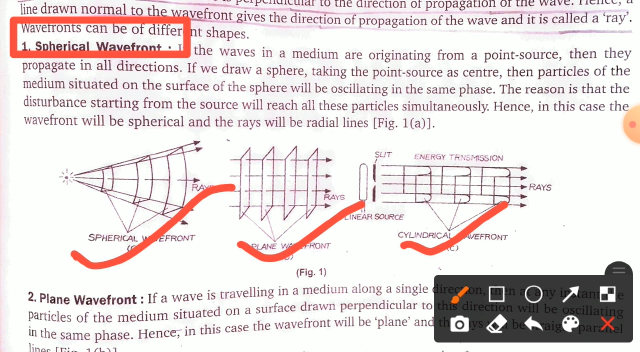 line drawn normal to the wavefront gives the direction of propagation of the wave and it is called a 'ray'.
Wavefronts can be of different shapes.
1. Spherical Wavefront : If the waves in a medium are originating from a point-source, then they
propagate in all directions. If we draw a sphere, taking the point-source as centre, then particles of the
medium situated on the surface of the sphere will be oscillating in the same phase. The reason is that the
disturbance starting from the source will reach all these particles simultaneously. Hence, in this case the
wavefront will be spherical and the rays will be radial lines [Fig. 1(a)].
SLIT
ENERGY TRNSMISSION
RAYS
RAYS
RAYS
LINEAR SOURCE
SPHERICAL WAVEFRONT
PLANE WAVEFRONT
CYLINDRICAL WAVEFRONT
(Fig. 1)
2. Plane Wavefront : If a wave is travelling in a medium along a single direction, then at any instant
particles of the medium situated on a surface drawn perpendicular to this direction will be oscillating
in the same phase. Hence, in this case the wavefront will be 'plane' and